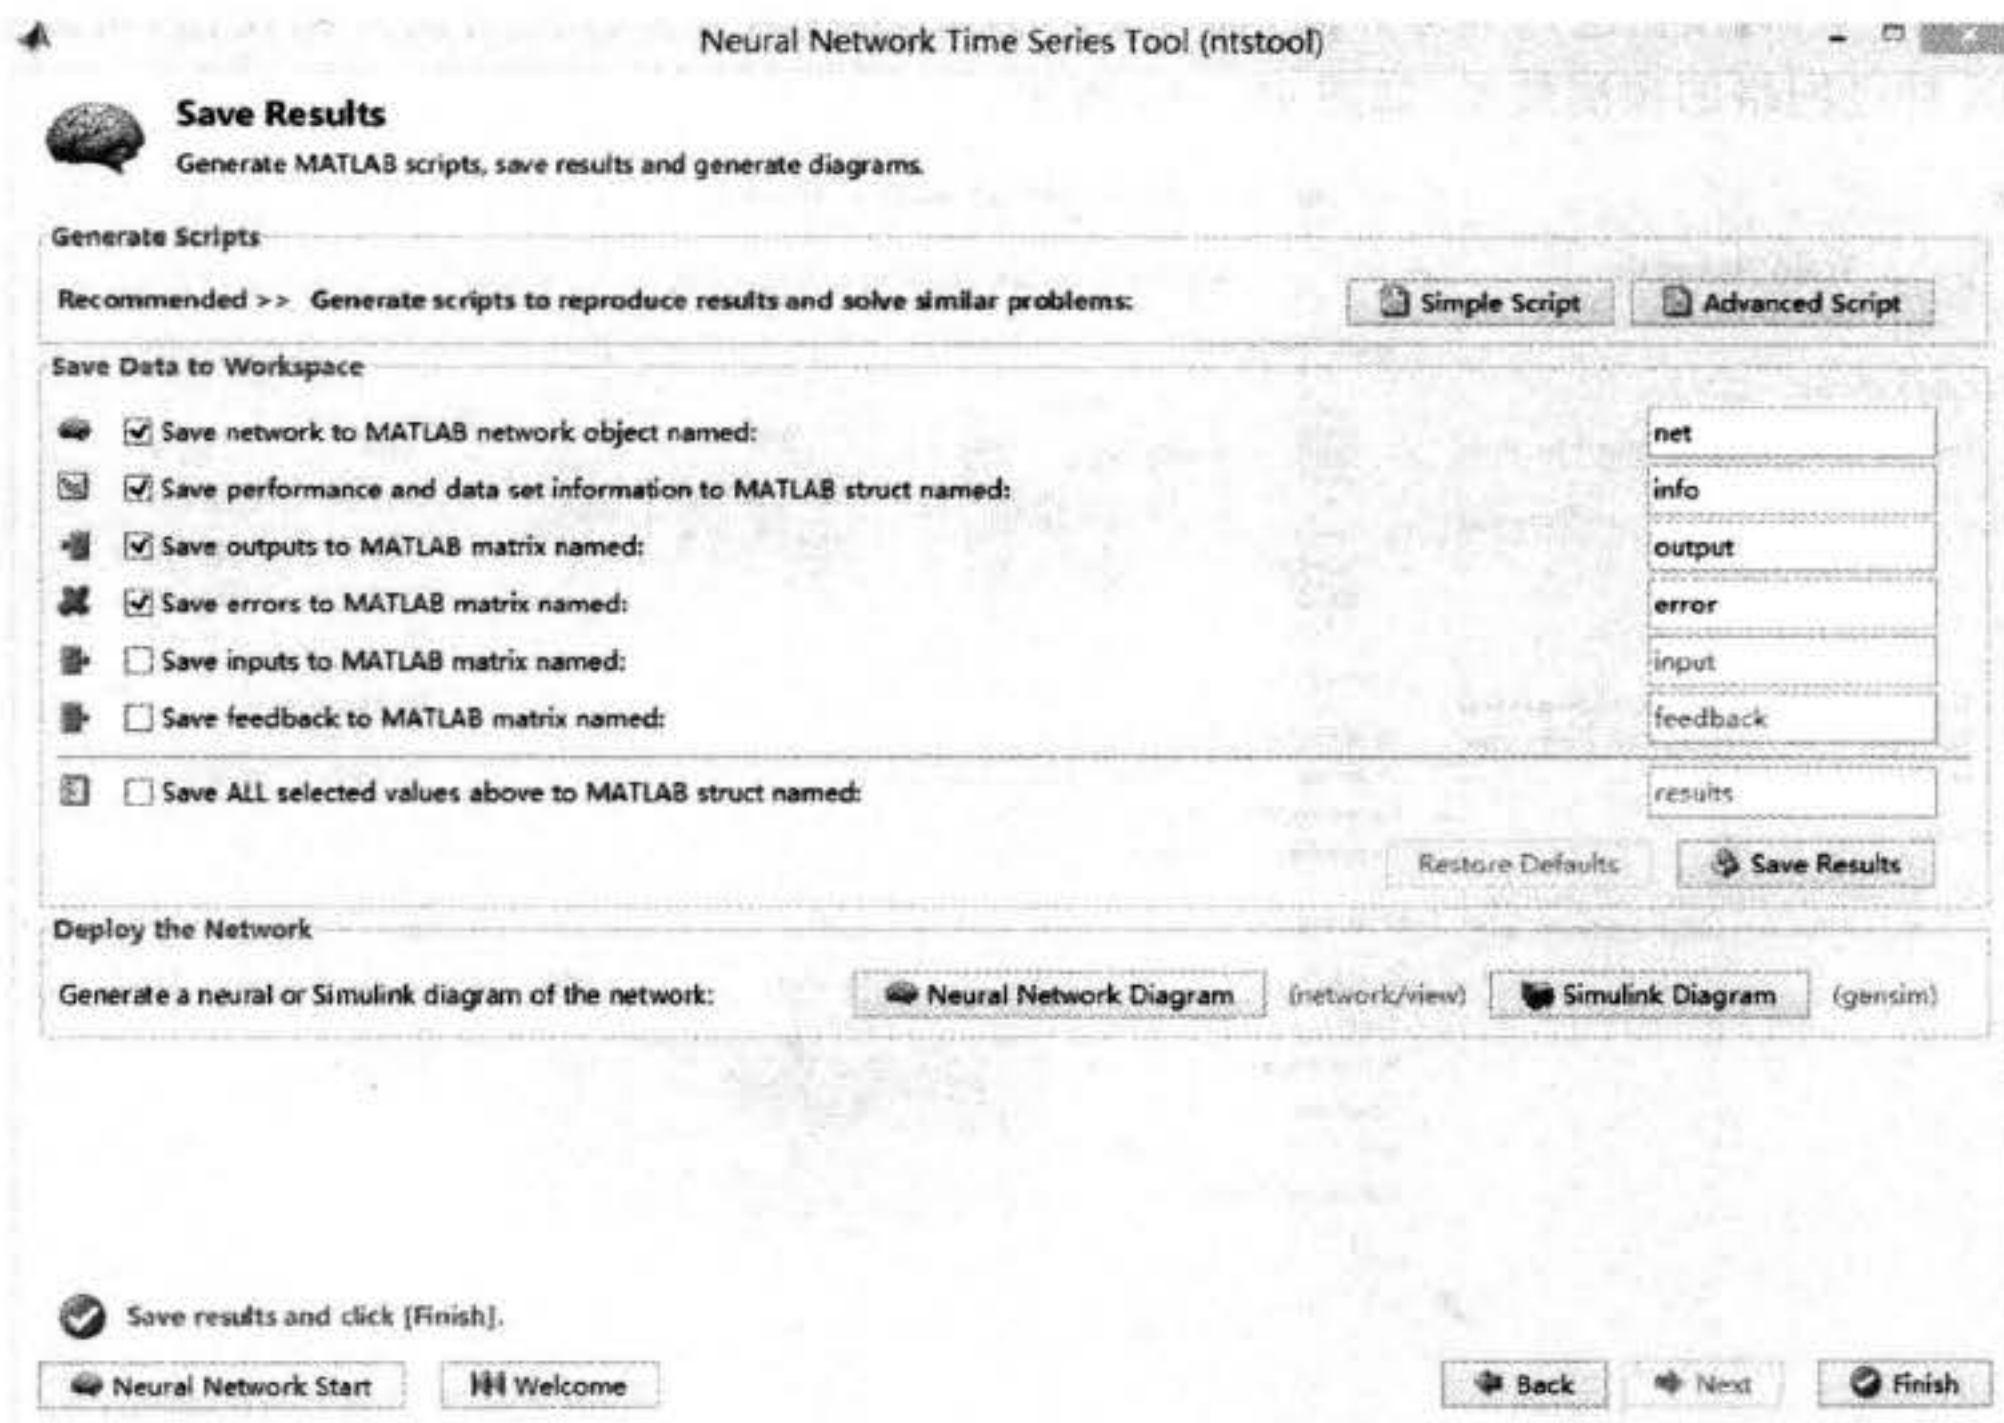 Neural Network Time Series Tool (ntstool)
Save Results
Generate MATLAB scripts, save results and generate diagrams.
Generate Scripts
Recommended >> Generate scripts to reproduce results and solve similar problems: Simple Script Advanced Script
Save Data to Workspace
Save network to MATLAB network object named: net
Save performance and data set information to MATLAB struct named: info
Save outputs to MATLAB matrix named: output
Save errors to MATLAB matrix named: error
Save inputs to MATLAB matrix named: input
Save feedback to MATLAB matrix named: feedback
Save ALL selected values above to MATLAB struct named: results
Restore Defaults Save Results
Deploy the Network
Generate a neural or Simulink diagram of the network: Neural Network Diagram (network/view) Simulink Diagram (gensim)
Save results and click [Finish].
Neural Network Start Welcome Back Next Finish